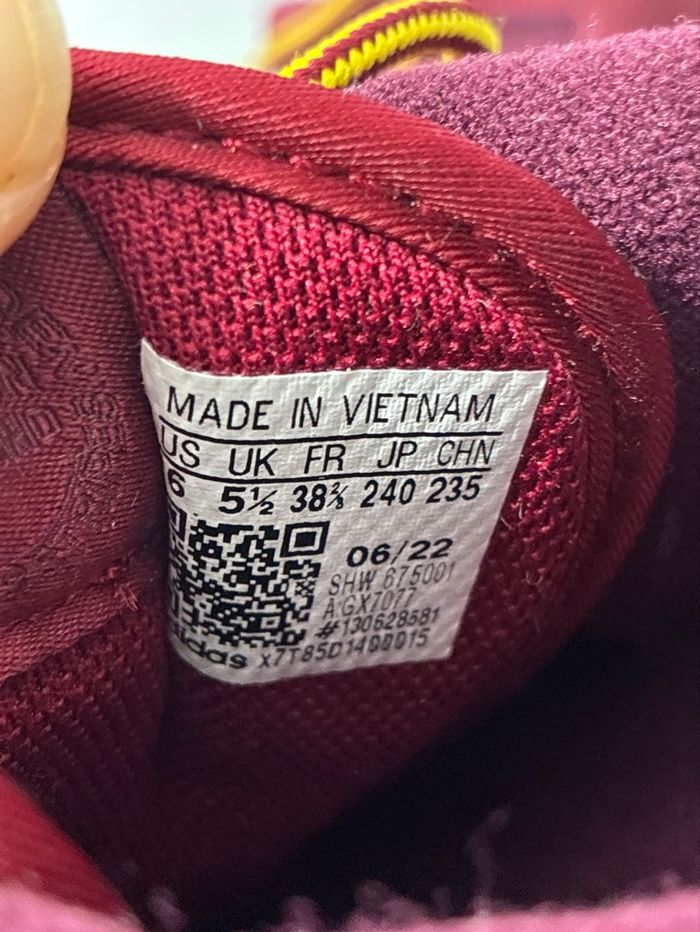 MADE IN VIETNAM
US UK FR JP CHN
6 5½ 38⅔ 240 235
06/22
SHW 675001
A GX7077
#130628581
adidas